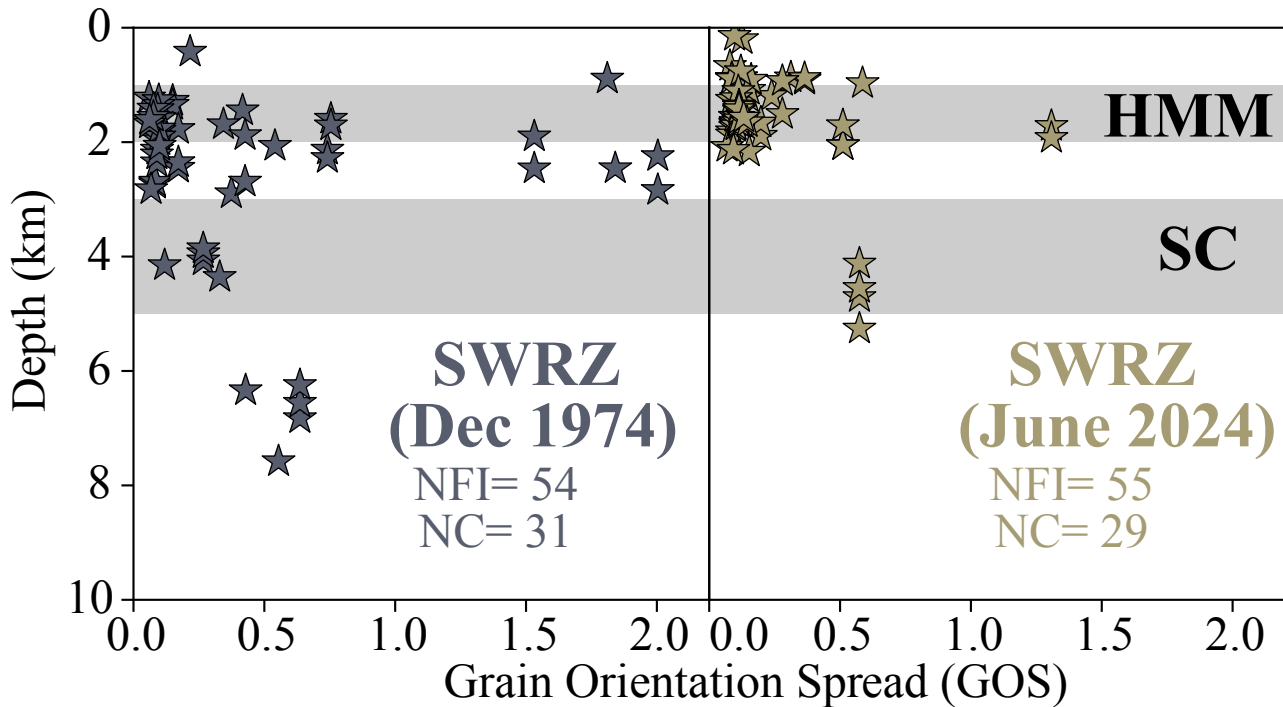 0
2
4
6
8
10
Depth (km)
HMM
SC
SWRZ
(Dec 1974)
NFI= 54
NC= 31
SWRZ
(June 2024)
NFI= 55
NC= 29
0.0 0.5 1.0 1.5 2.0
0.0 0.5 1.0 1.5 2.0
Grain Orientation Spread (GOS)